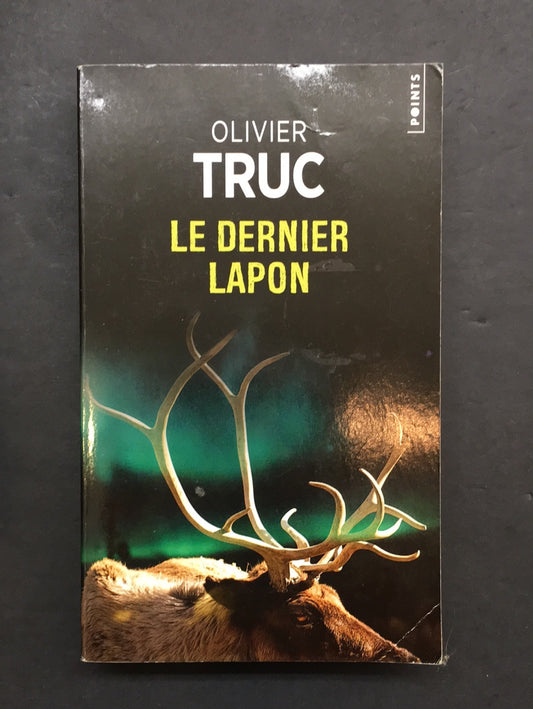 POINTS
OLIVIER
TRUC
LE DERNIER
LAPON